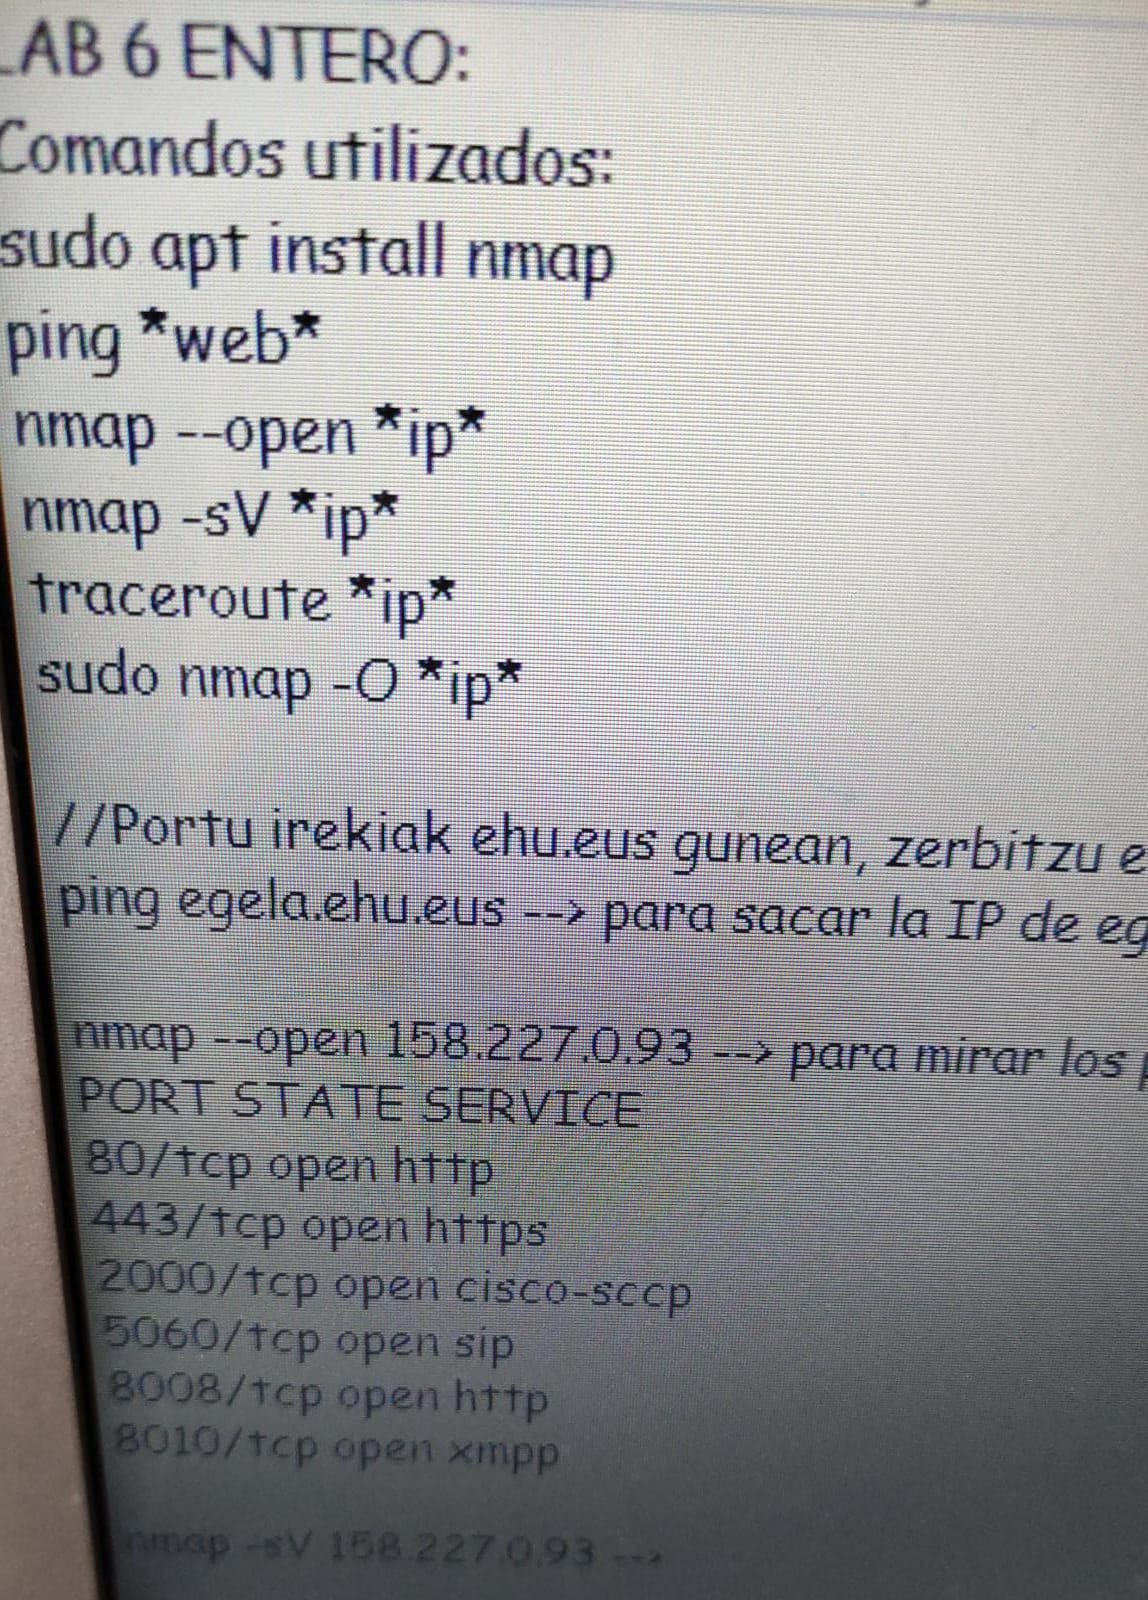 LAB 6 ENTERO:
Comandos utilizados:
sudo apt install nmap
ping *web*
nmap --open *ip*
nmap -sV *ip*
traceroute *ip*
sudo nmap -O *ip*
//Portu irekiak ehu.eus gunean, zerbitzu
ping egela.ehu.eus --> para sacar la IP de
nmap --open 158.227.0.93 --> para mirar los
PORT STATE SERVICE
80/tcp open http
443/tcp open https
2000/tcp open cisco-sccp
5060/tcp open sip
8008/tcp open http
8010/tcp open xmpp
nmap -sV 158.227.0.93 -->